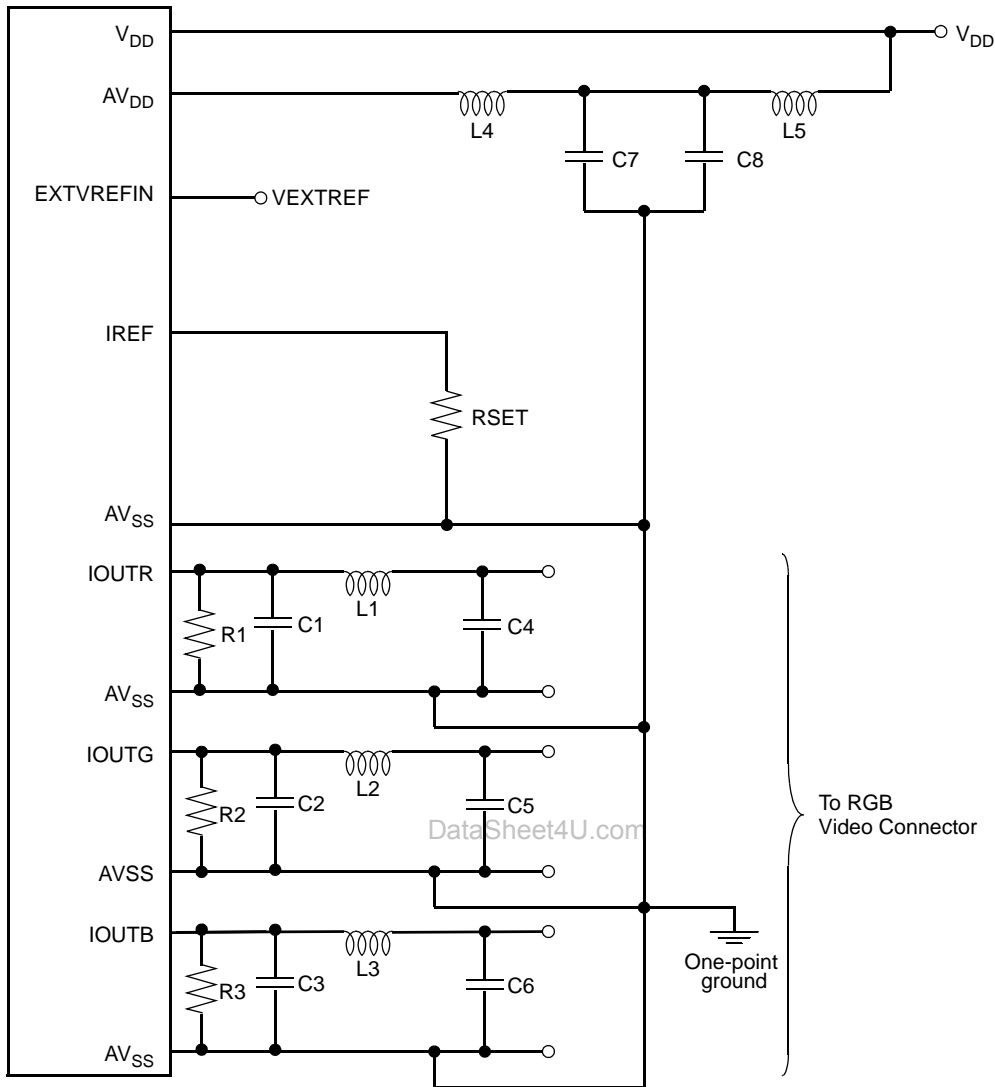 VDD
VDD
AVDD
L4
L5
C7
C8
EXTVREFIN
VEXTREF
IREF
RSET
AVSS
IOUTR
L1
R1
C1
C4
AVSS
IOUTG
L2
R2
C2
C5
To RGB
Video Connector
DataSheet4U.com
AVSS
IOUTB
L3
One-point
ground
R3
C3
C6
AVSS